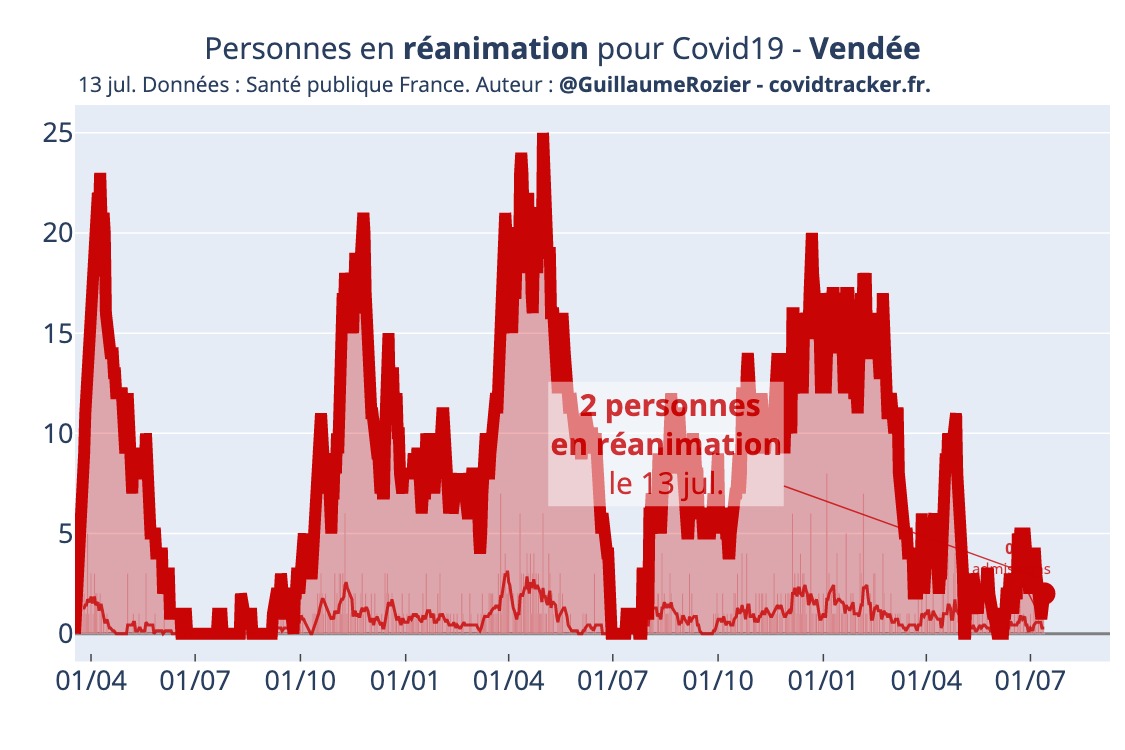 Personnes en réanimation pour Covid19 - Vendée
13 jul. Données : Santé publique France. Auteur : @GuillaumeRozier - covidtracker.fr.
25
20
15
10
5
0
2 personnes
en réanimation
le 13 jul.
0
01/04 01/07 01/10 01/01 01/04 01/07 01/10 01/01 01/04 01/07